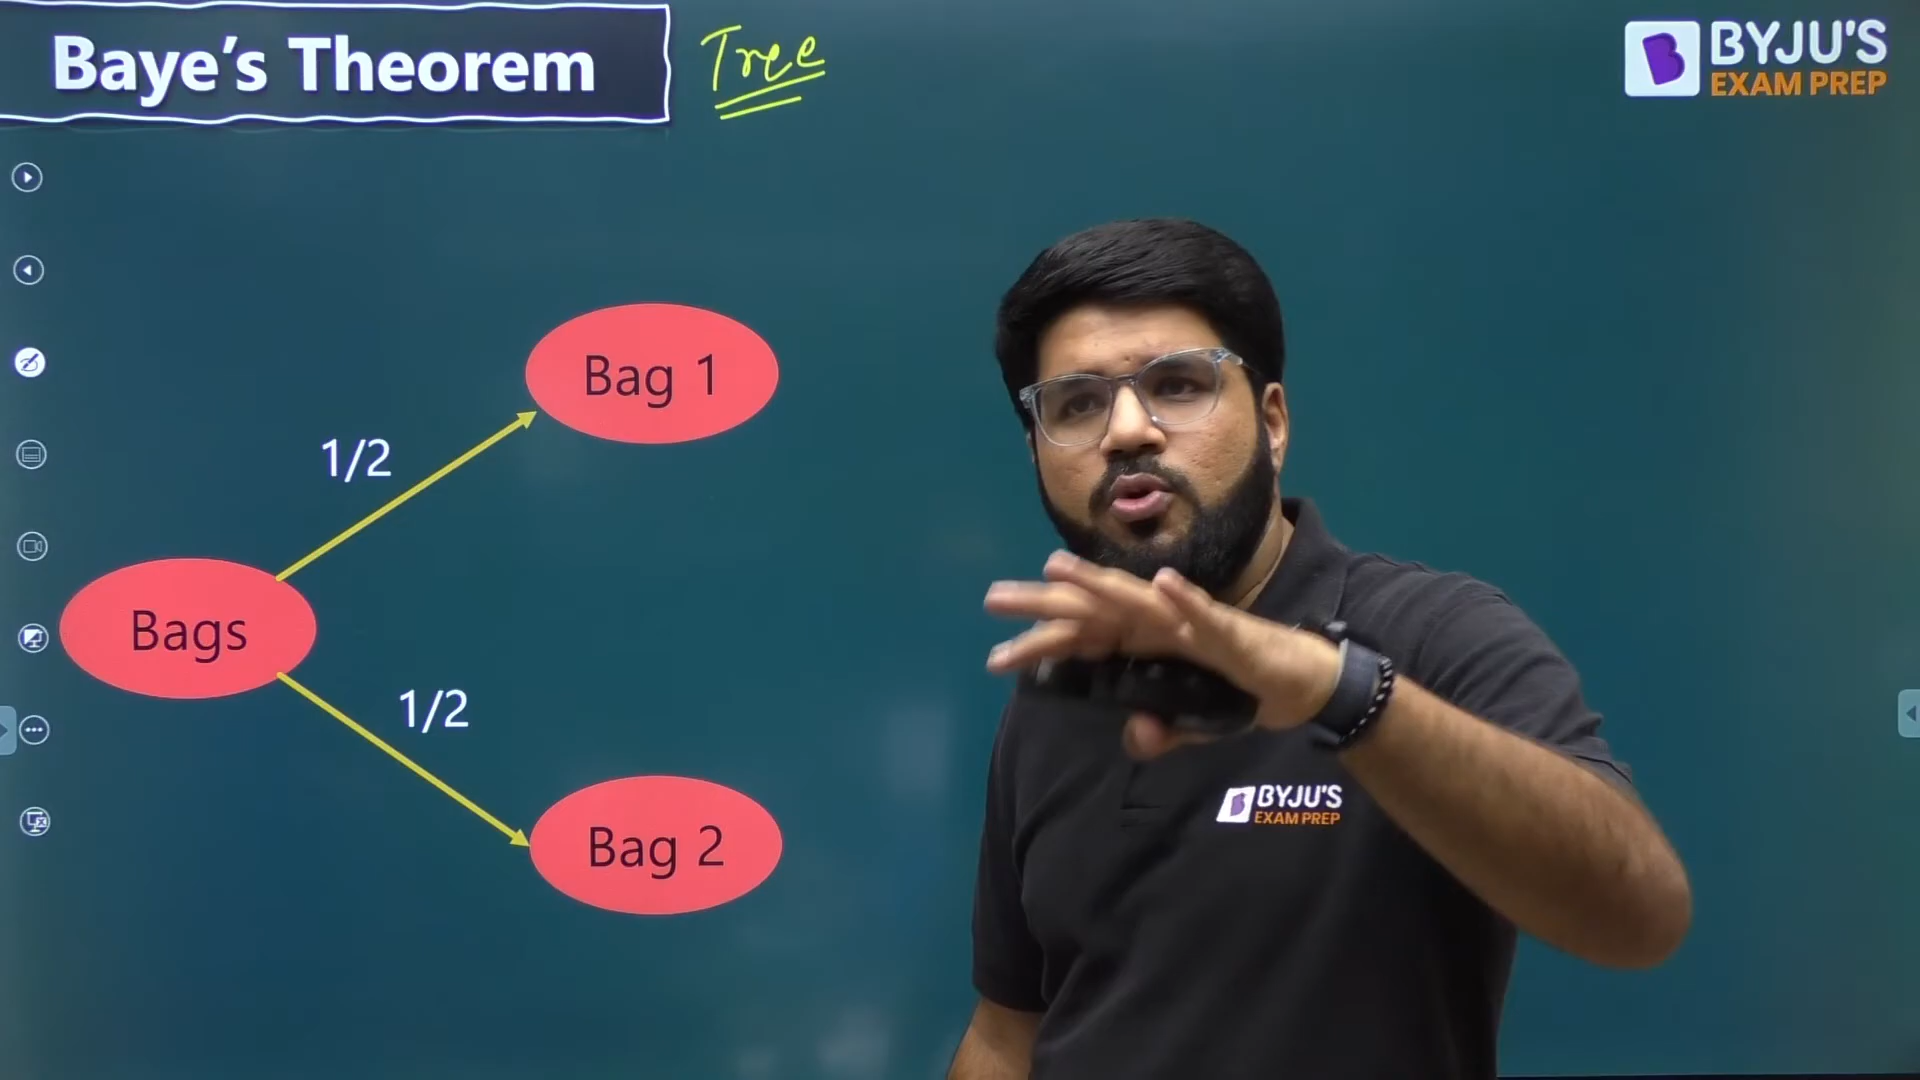 Baye's Theorem
Tree
BYJU'S
EXAM PREP
Bag 1
1/2
Bags
1/2
Bag 2
BYJU'S
EXAM PREP